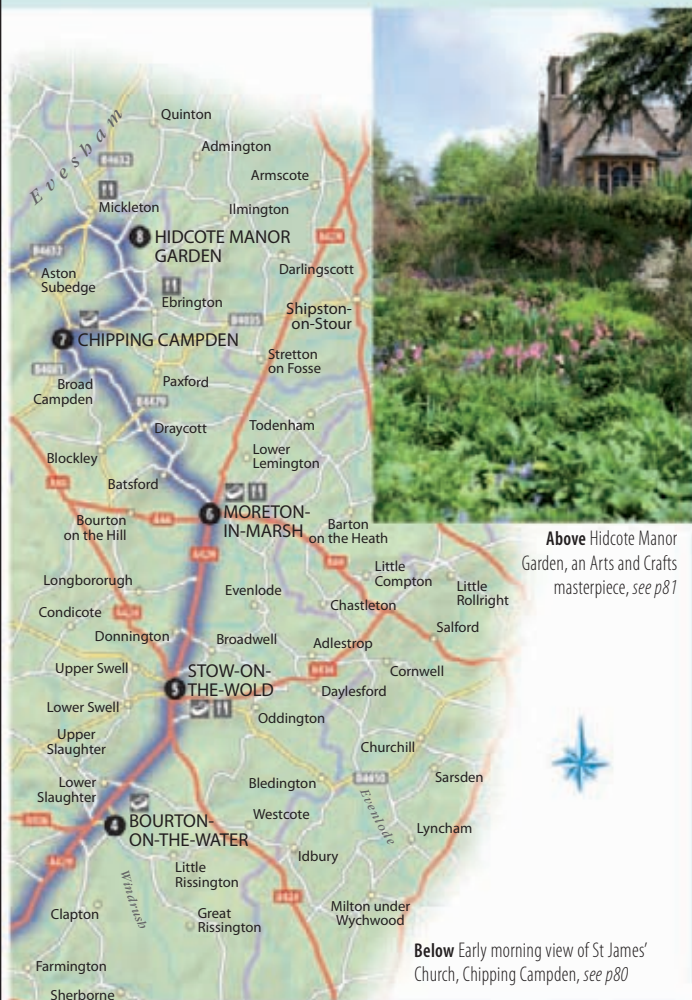 Evesham
Quinton
Admington
B4632
Armscote
Mickleton
Ilmington
8 HIDCOTE MANOR
GARDEN
B4632
Aston
Subedge
Darlingscott
Ebrington
Shipston-
on-Stour
B4035
7 CHIPPING CAMPDEN
Stretton
on Fosse
B4081
Broad
Campden
Paxford
B4479
Draycott
Todenham
Blockley
Lower
Lemington
Batsford
6 MORETON-
IN-MARSH
A44
Bourton
on the Hill
Barton
on the Heath
A429
A44
Little
Compton
Little
Rollright
Longbororugh
Evenlode
Chastleton
Condicote
A424
Salford
Donnington
Broadwell
Adlestrop
Upper Swell
5 STOW-ON-
THE-WOLD
A436
Cornwell
Daylesford
Lower Swell
Oddington
Upper
Slaughter
Churchill
Lower
Slaughter
Bledington
B4450
Sarsden
Evenlode
4 BOURTON-
ON-THE-WATER
Westcote
Lyncham
A429
Idbury
Little
Rissington
Windrush
A424
Clapton
Great
Rissington
Milton under
Wychwood
Farmington
Sherborne
Above Hidcote Manor
Garden, an Arts and Crafts
masterpiece, see p81
Below Early morning view of St James'
Church, Chipping Campden, see p80